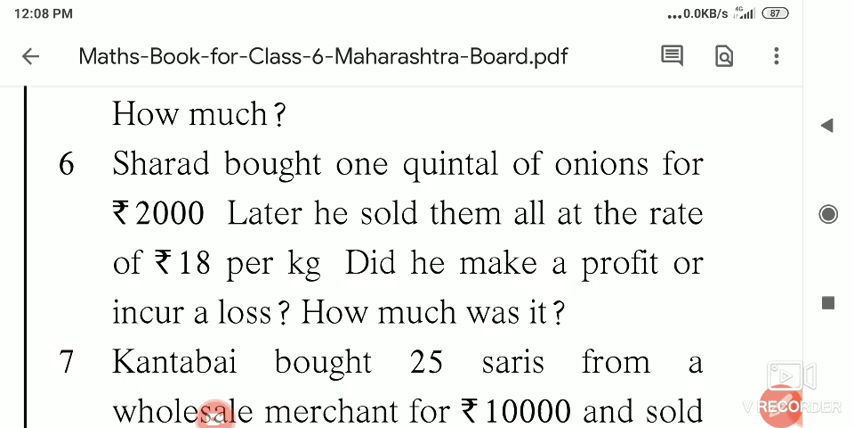 12:08 PM ...0.0KB/s 4G 87
Maths-Book-for-Class-6-Maharashtra-Board.pdf
How much?
6 Sharad bought one quintal of onions for
₹2000 Later he sold them all at the rate
of ₹18 per kg Did he make a profit or
incur a loss? How much was it?
7 Kantabai bought 25 saris from a
wholesale merchant for ₹10000 and sold
V RECORDER